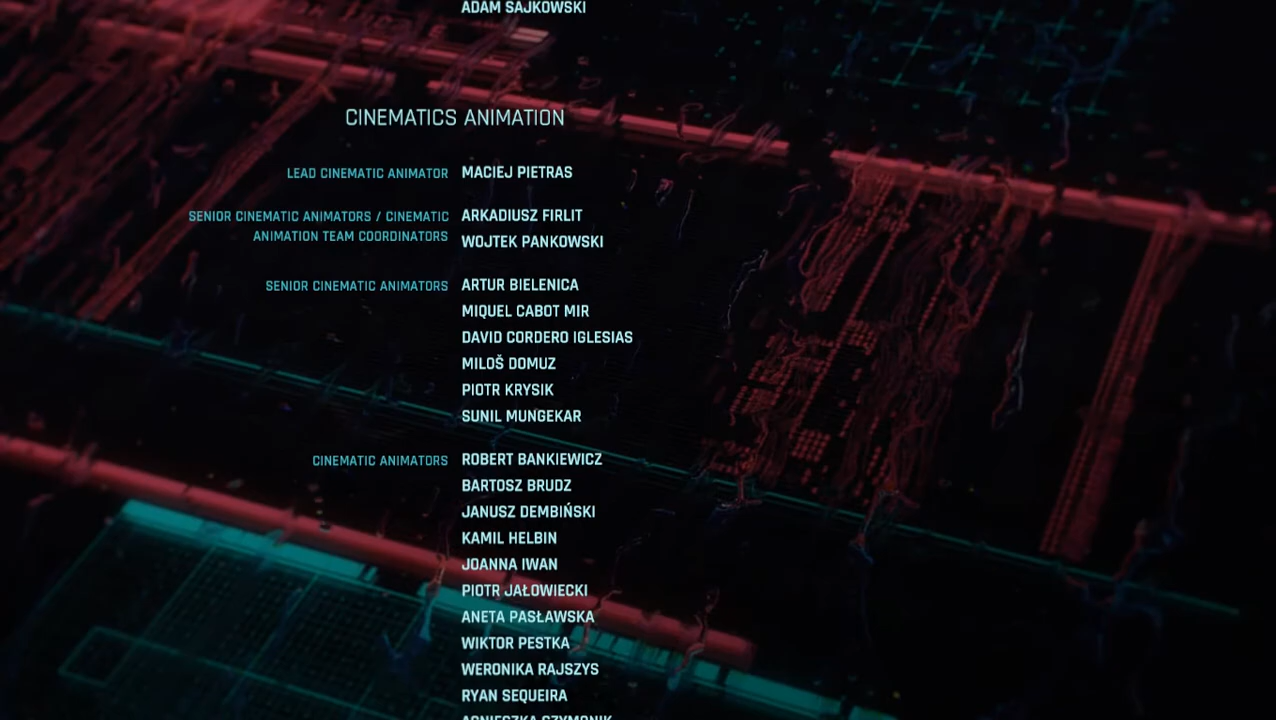 ADAM SAJKOWSKI
CINEMATICS ANIMATION
LEAD CINEMATIC ANIMATOR MACIEJ PIETRAS
SENIOR CINEMATIC ANIMATORS / CINEMATIC ARKADIUSZ FIRLIT
ANIMATION TEAM COORDINATORS WOJTEK PANKOWSKI
SENIOR CINEMATIC ANIMATORS ARTUR BIELENICA
MIQUEL CABOT MIR
DAVID CORDERO IGLESIAS
MILOŠ DOMUZ
PIOTR KRYSIK
SUNIL MUNGEKAR
CINEMATIC ANIMATORS ROBERT BANKIEWICZ
BARTOSZ BRUDZ
JANUSZ DEMBIŃSKI
KAMIL HELBIN
JOANNA IWAN
PIOTR JAŁOWIECKI
ANETA PASŁAWSKA
WIKTOR PESTKA
WERONIKA RAJSZYS
RYAN SEQUEIRA
AGNIESZKA SZYMONIK